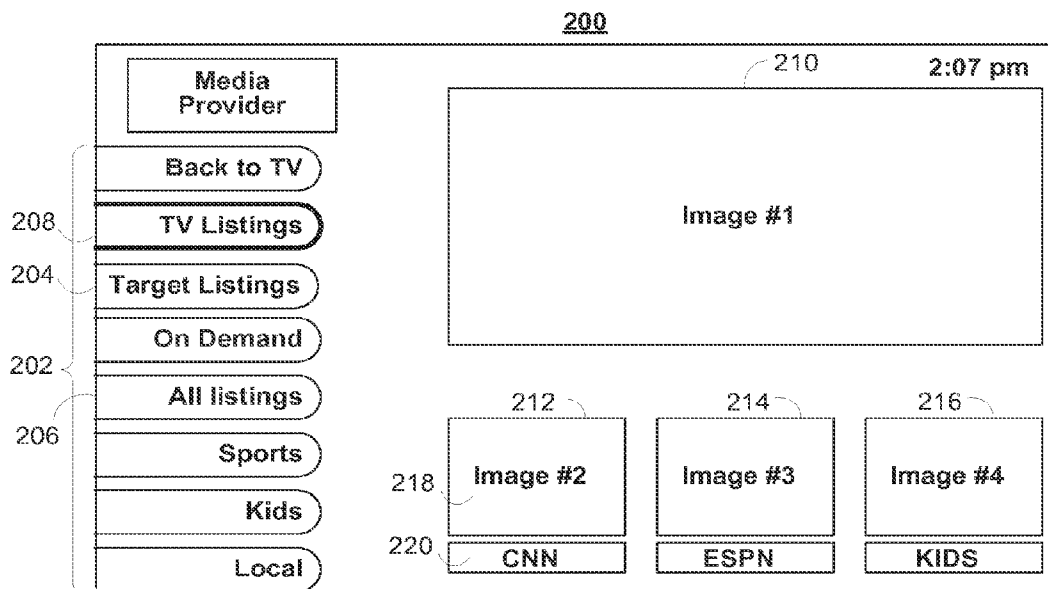 200
210
2:07 pm
Media
Provider
Image #1
Back to TV
208
TV Listings
204
Target Listings
On Demand
202
All listings
206
Sports
Kids
Local
212
214
216
Image #2
Image #3
Image #4
218
220
CNN
ESPN
KIDS